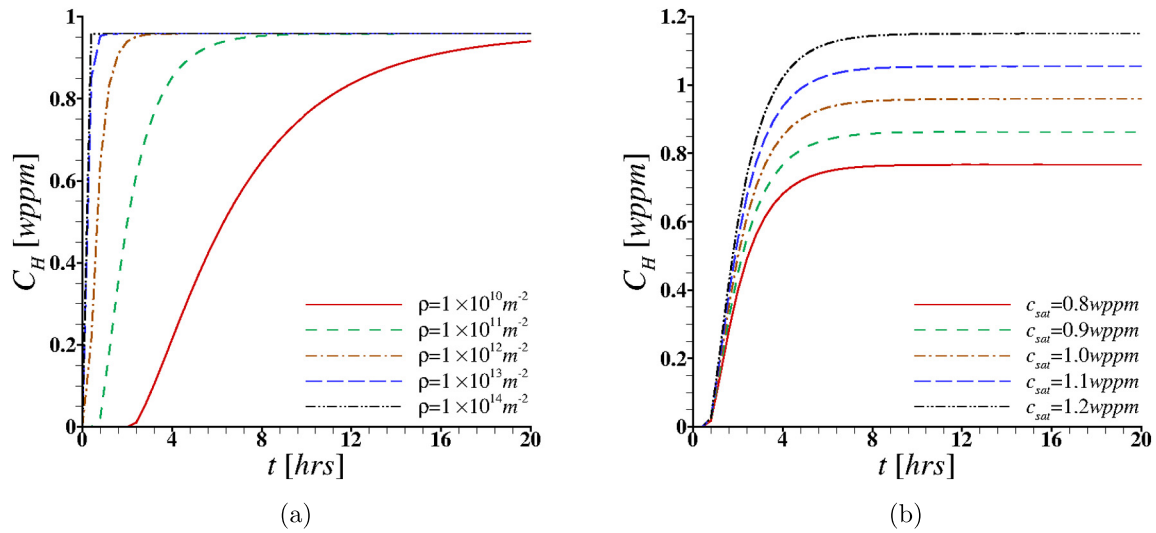 1
0.8
0.6
0.4
0.2
0
C_H [wppm]
ρ=1×10^10 m^-2
ρ=1×10^11 m^-2
ρ=1×10^12 m^-2
ρ=1×10^13 m^-2
ρ=1×10^14 m^-2
0 4 8 12 16 20
t [hrs]
(a)
1.2
1
0.8
0.6
0.4
0.2
0
C_H [wppm]
c_sat=0.8wppm
c_sat=0.9wppm
c_sat=1.0wppm
c_sat=1.1wppm
c_sat=1.2wppm
0 4 8 12 16 20
t [hrs]
(b)